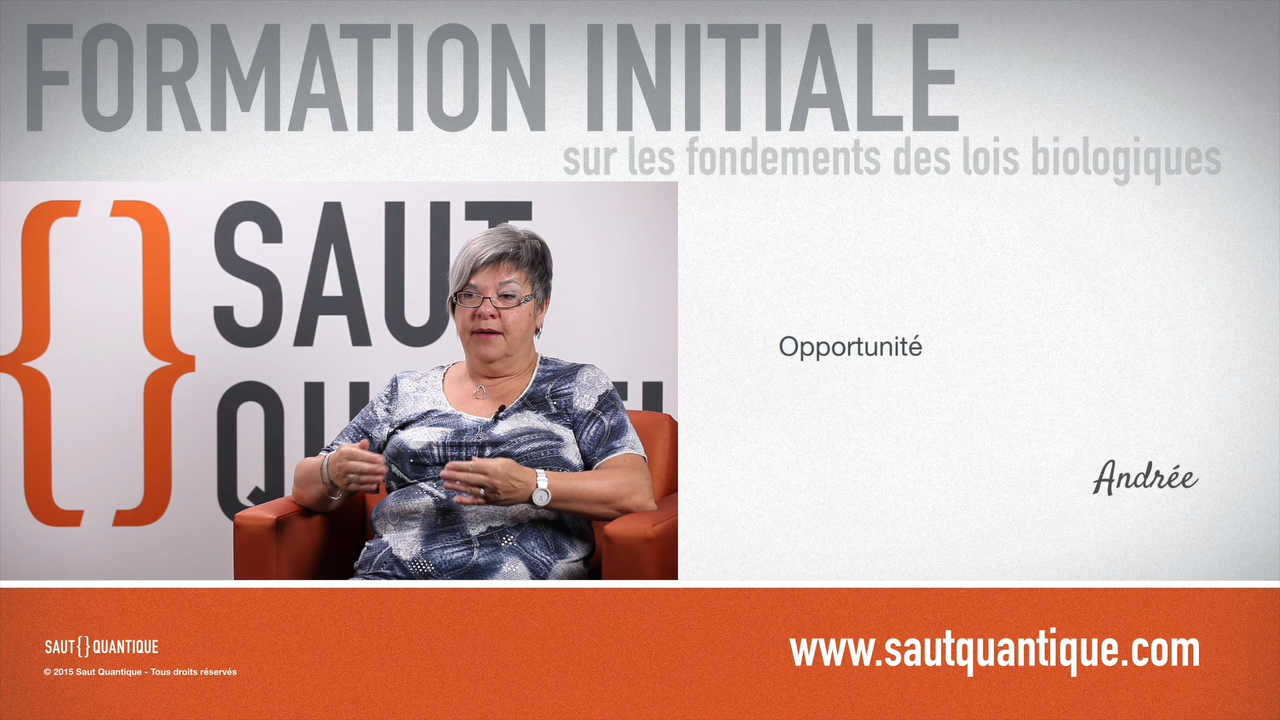 FORMATION INITIALE
sur les fondements des lois biologiques
SAUT
Opportunité
Andrée
SAUT{}QUANTIQUE
© 2015 Saut Quantique - Tous droits réservés
www.sautquantique.com